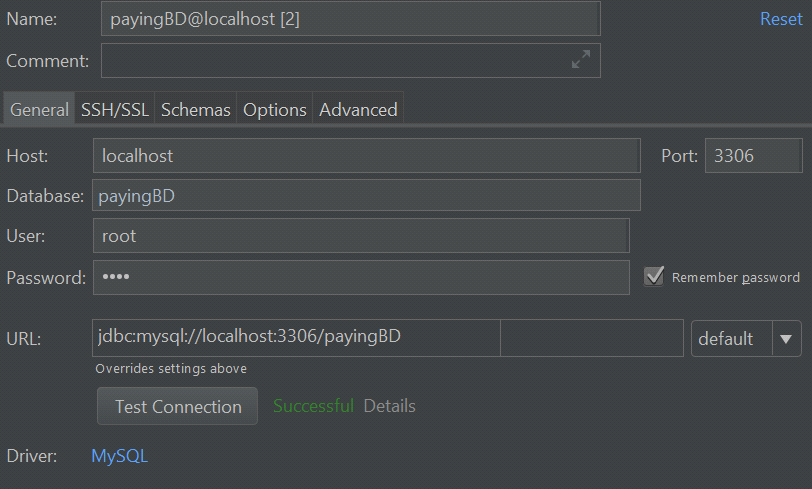 Name: payingBD@localhost [2] Reset
Comment:
General SSH/SSL Schemas Options Advanced
Host: localhost Port: 3306
Database: payingBD
User: root
Password: •••• Remember password
URL: jdbc:mysql://localhost:3306/payingBD default
Overrides settings above
Test Connection Successful Details
Driver: MySQL